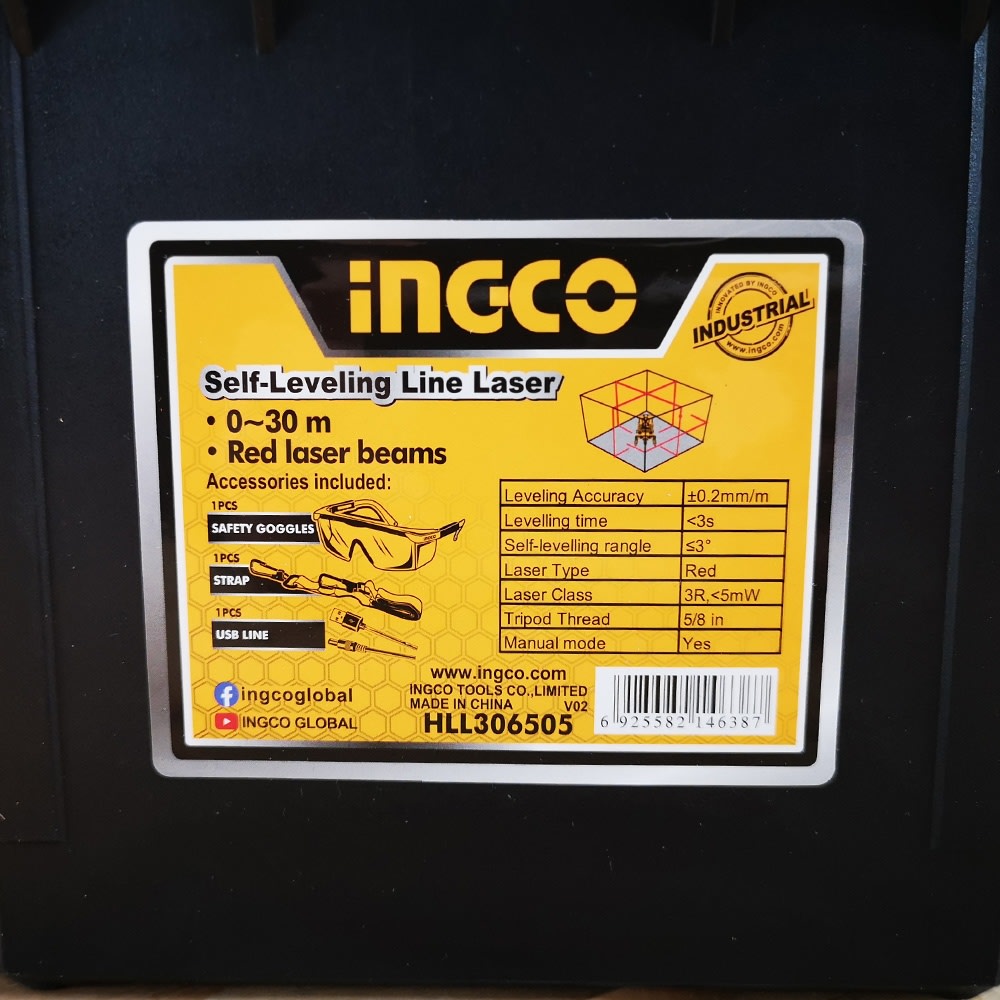 iNGCO
INNOVATED BY INGCO
INDUSTRIAL
www.ingco.com
Self-Leveling Line Laser
• 0~30 m
• Red laser beams
Accessories included:
1PCS
SAFETY GOGGLES
1PCS
STRAP
1PCS
USB LINE
Leveling Accuracy ±0.2mm/m
Levelling time <3s
Self-levelling range ≤3°
Laser Type Red
Laser Class 3R,<5mW
Tripod Thread 5/8 in
Manual mode Yes
ingcoglobal
INGCO GLOBAL
www.ingco.com
INGCO TOOLS CO.,LIMITED
MADE IN CHINA V02
HLL306505
6 925582 146387